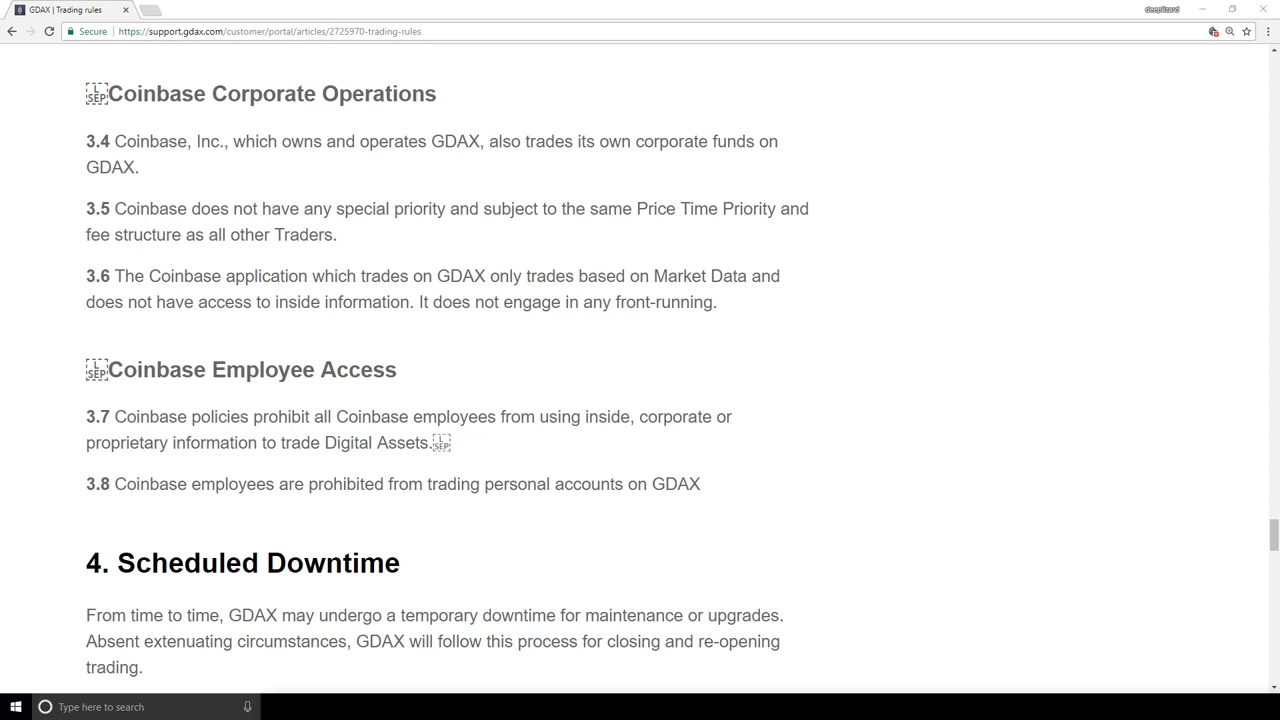 GDAX | Trading rules
deeplizard
Secure
https://support.gdax.com/customer/portal/articles/2725970-trading-rules
L SEP Coinbase Corporate Operations
3.4 Coinbase, Inc., which owns and operates GDAX, also trades its own corporate funds on
GDAX.
3.5 Coinbase does not have any special priority and subject to the same Price Time Priority and
fee structure as all other Traders.
3.6 The Coinbase application which trades on GDAX only trades based on Market Data and
does not have access to inside information. It does not engage in any front-running.
L SEP Coinbase Employee Access
3.7 Coinbase policies prohibit all Coinbase employees from using inside, corporate or
proprietary information to trade Digital Assets. L SEP
3.8 Coinbase employees are prohibited from trading personal accounts on GDAX
4. Scheduled Downtime
From time to time, GDAX may undergo a temporary downtime for maintenance or upgrades.
Absent extenuating circumstances, GDAX will follow this process for closing and re-opening
trading.
Type here to search